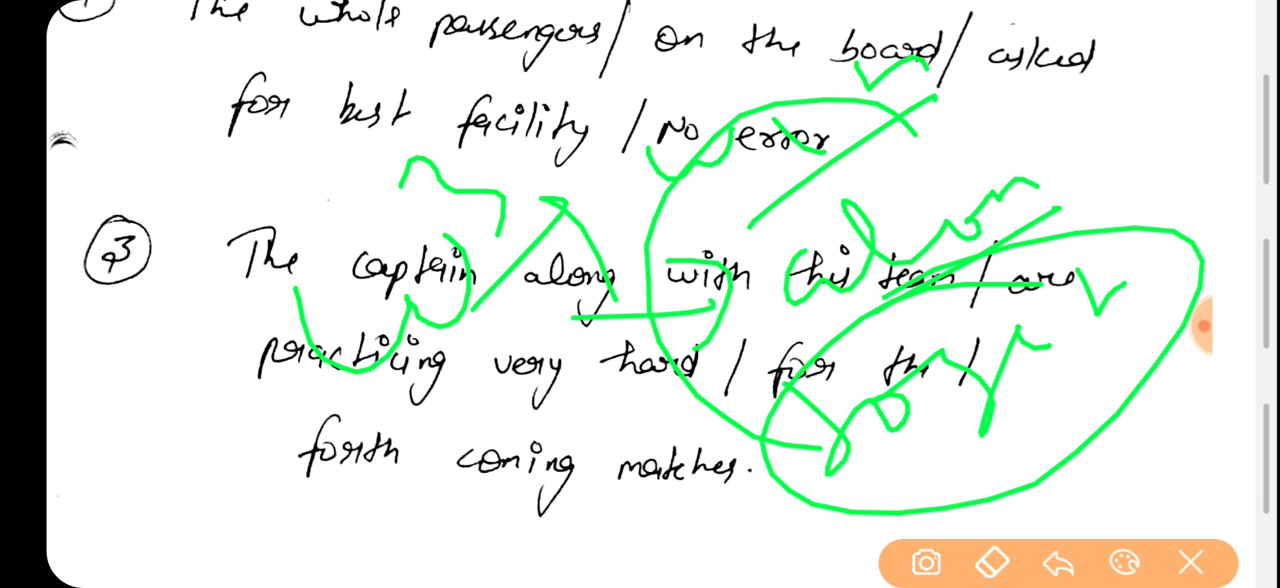 The whole passengers / on the board / asked
for best facility / No error
3 The captain along with his team / are
practicing very hard / for the /
forth coming matches.